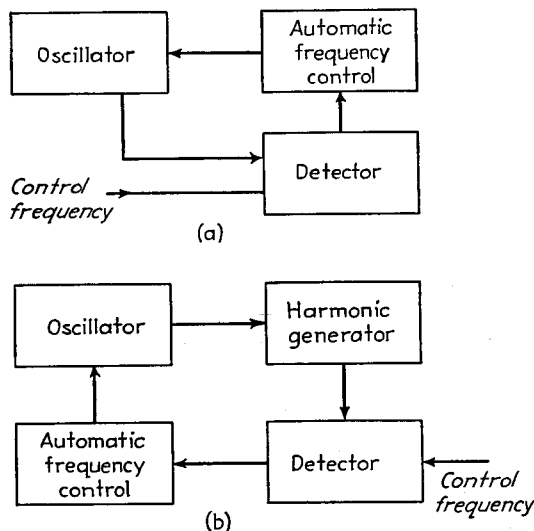 Oscillator
Automatic
frequency
control
Detector
Control
frequency
(a)
Oscillator
Harmonic
generator
Automatic
frequency
control
Detector
Control
frequency
(b)